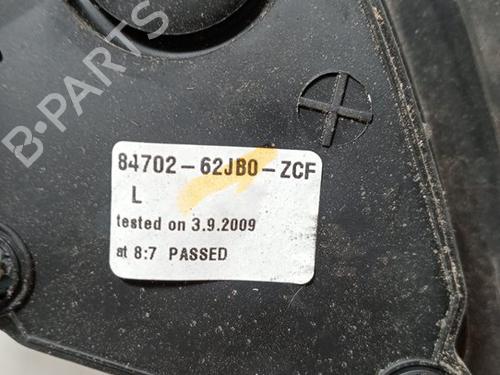 B-PARTS
84702-62JB0-ZCF
L
tested on 3.9.2009
at 8:7 PASSED